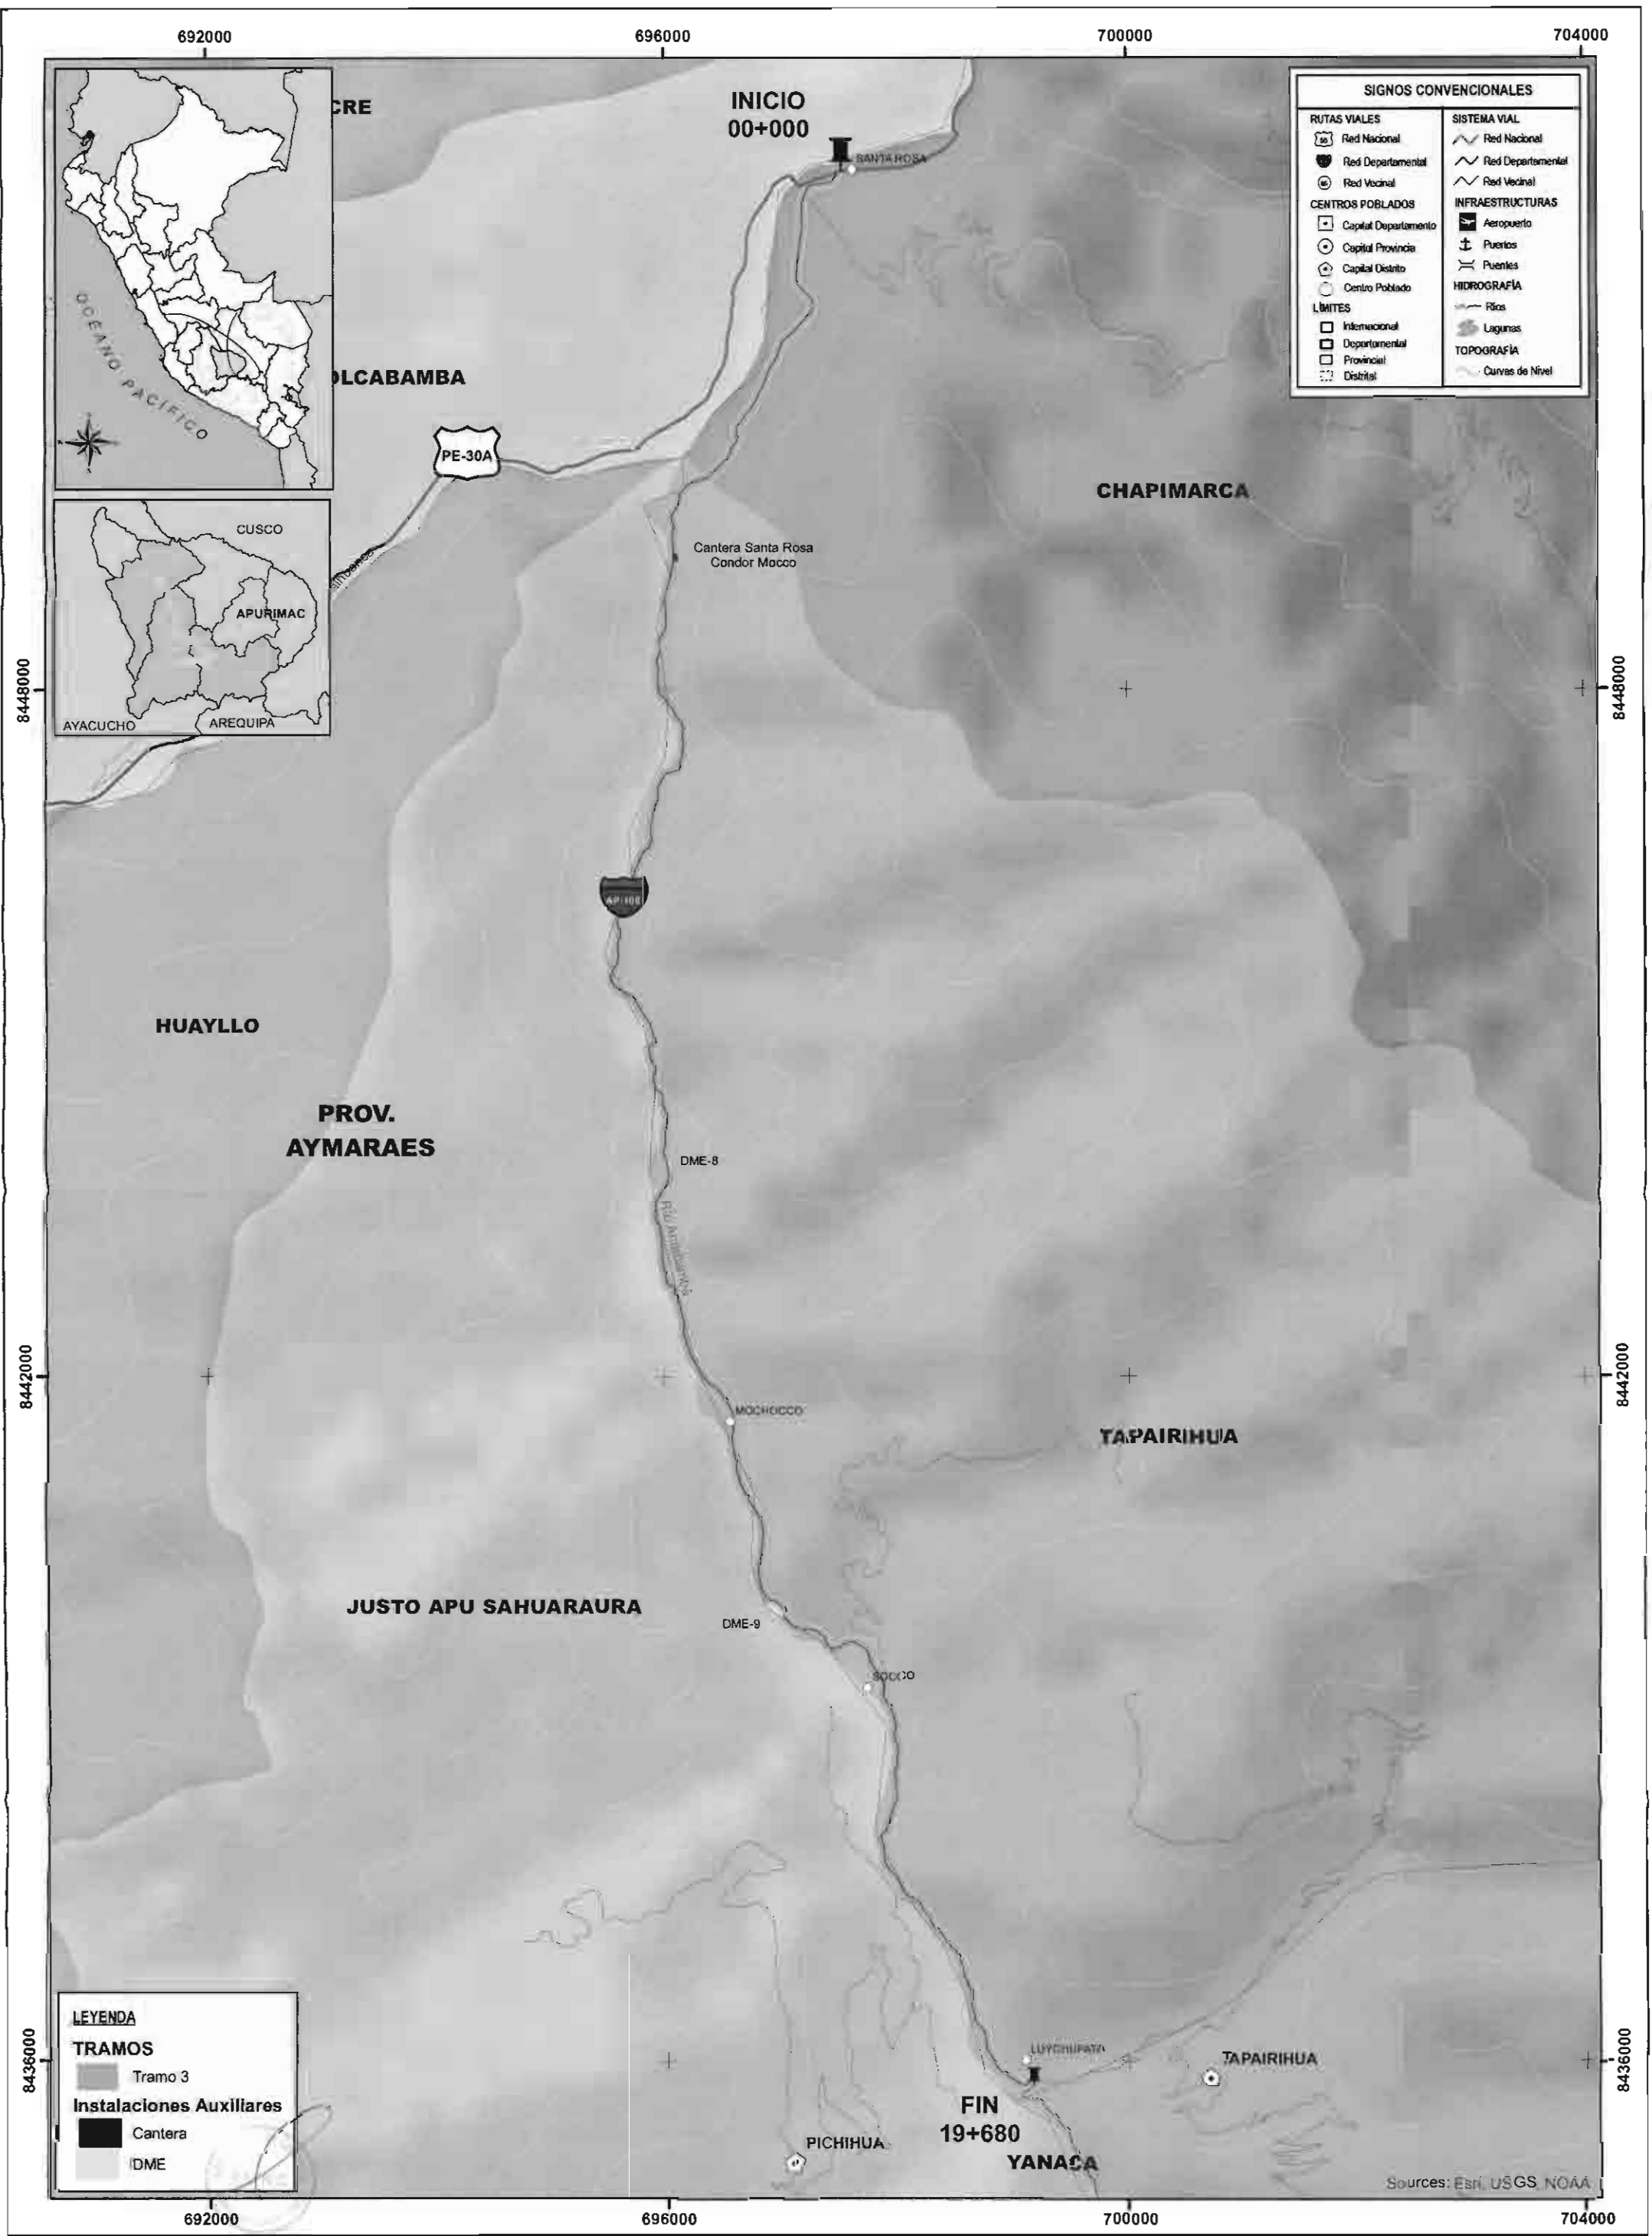 692000
696000
700000
704000
CRE
INICIO
00+000
SANTA ROSA
SIGNOS CONVENCIONALES
RUTAS VIALES
Red Nacional
Red Departamental
Red Vecinal
CENTROS POBLADOS
Capital Departamento
Capital Provincia
Capital Distrito
Centro Poblado
LÍMITES
Internacional
Departamental
Provincial
Distrital
SISTEMA VIAL
Red Nacional
Red Departamental
Red Vecinal
INFRAESTRUCTURAS
Aeropuerto
Puertos
Puentes
HIDROGRAFÍA
Ríos
Lagunas
TOPOGRAFÍA
Curvas de Nivel
OCÉANO PACÍFICO
OLCABAMBA
PE-30A
CHAPIMARCA
CUSCO
APURIMAC
AYACUCHO
AREQUIPA
Cantera Santa Rosa
Condor Mocco
8448000
8448000
HUAYLLO
PROV.
AYMARAES
DME-8
8442000
8442000
MOCHOCCO
TAPAIRIHUA
JUSTO APU SAHUARAURA
DME-9
SOCCO
LEYENDA
TRAMOS
Tramo 3
Instalaciones Auxiliares
Cantera
DME
8436000
8436000
LUYCHUPATA
TAPAIRIHUA
FIN
19+680
PICHIHUA
YANACA
Sources: Esri, USGS, NOAA
692000
696000
700000
704000